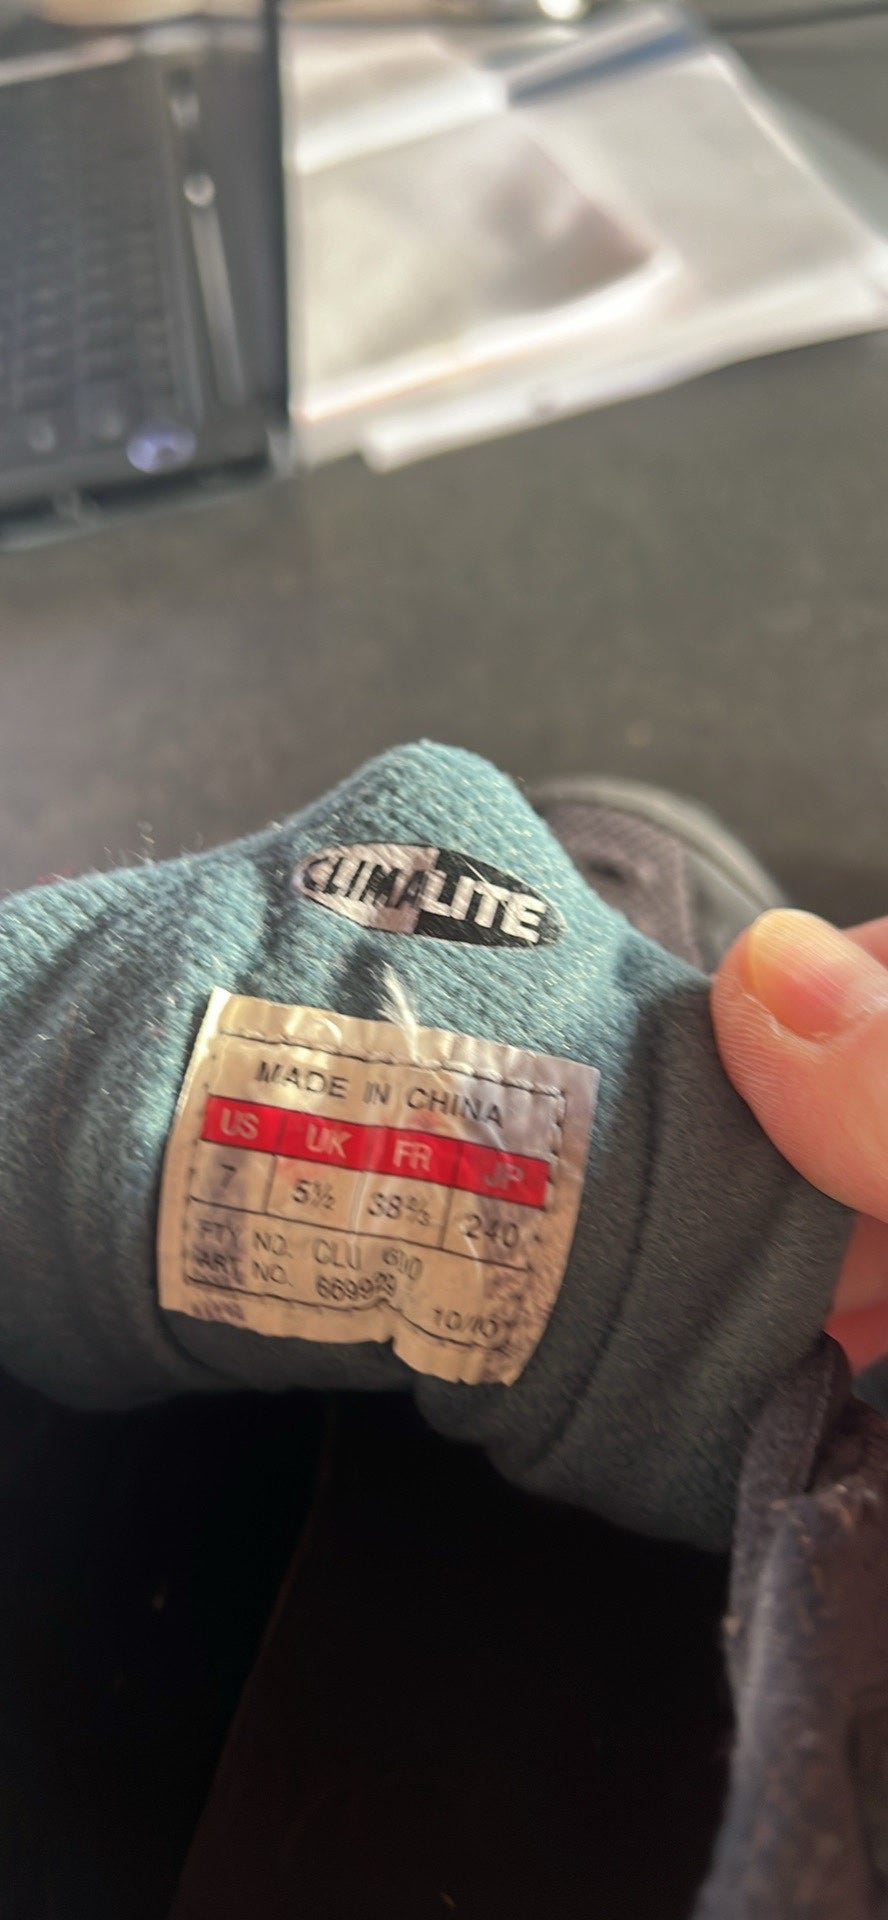 CLIMALITE
MADE IN CHINA
US UK FR JP
7 5½ 38⅔ 240
FTY NO. CLU 600
ART. NO.